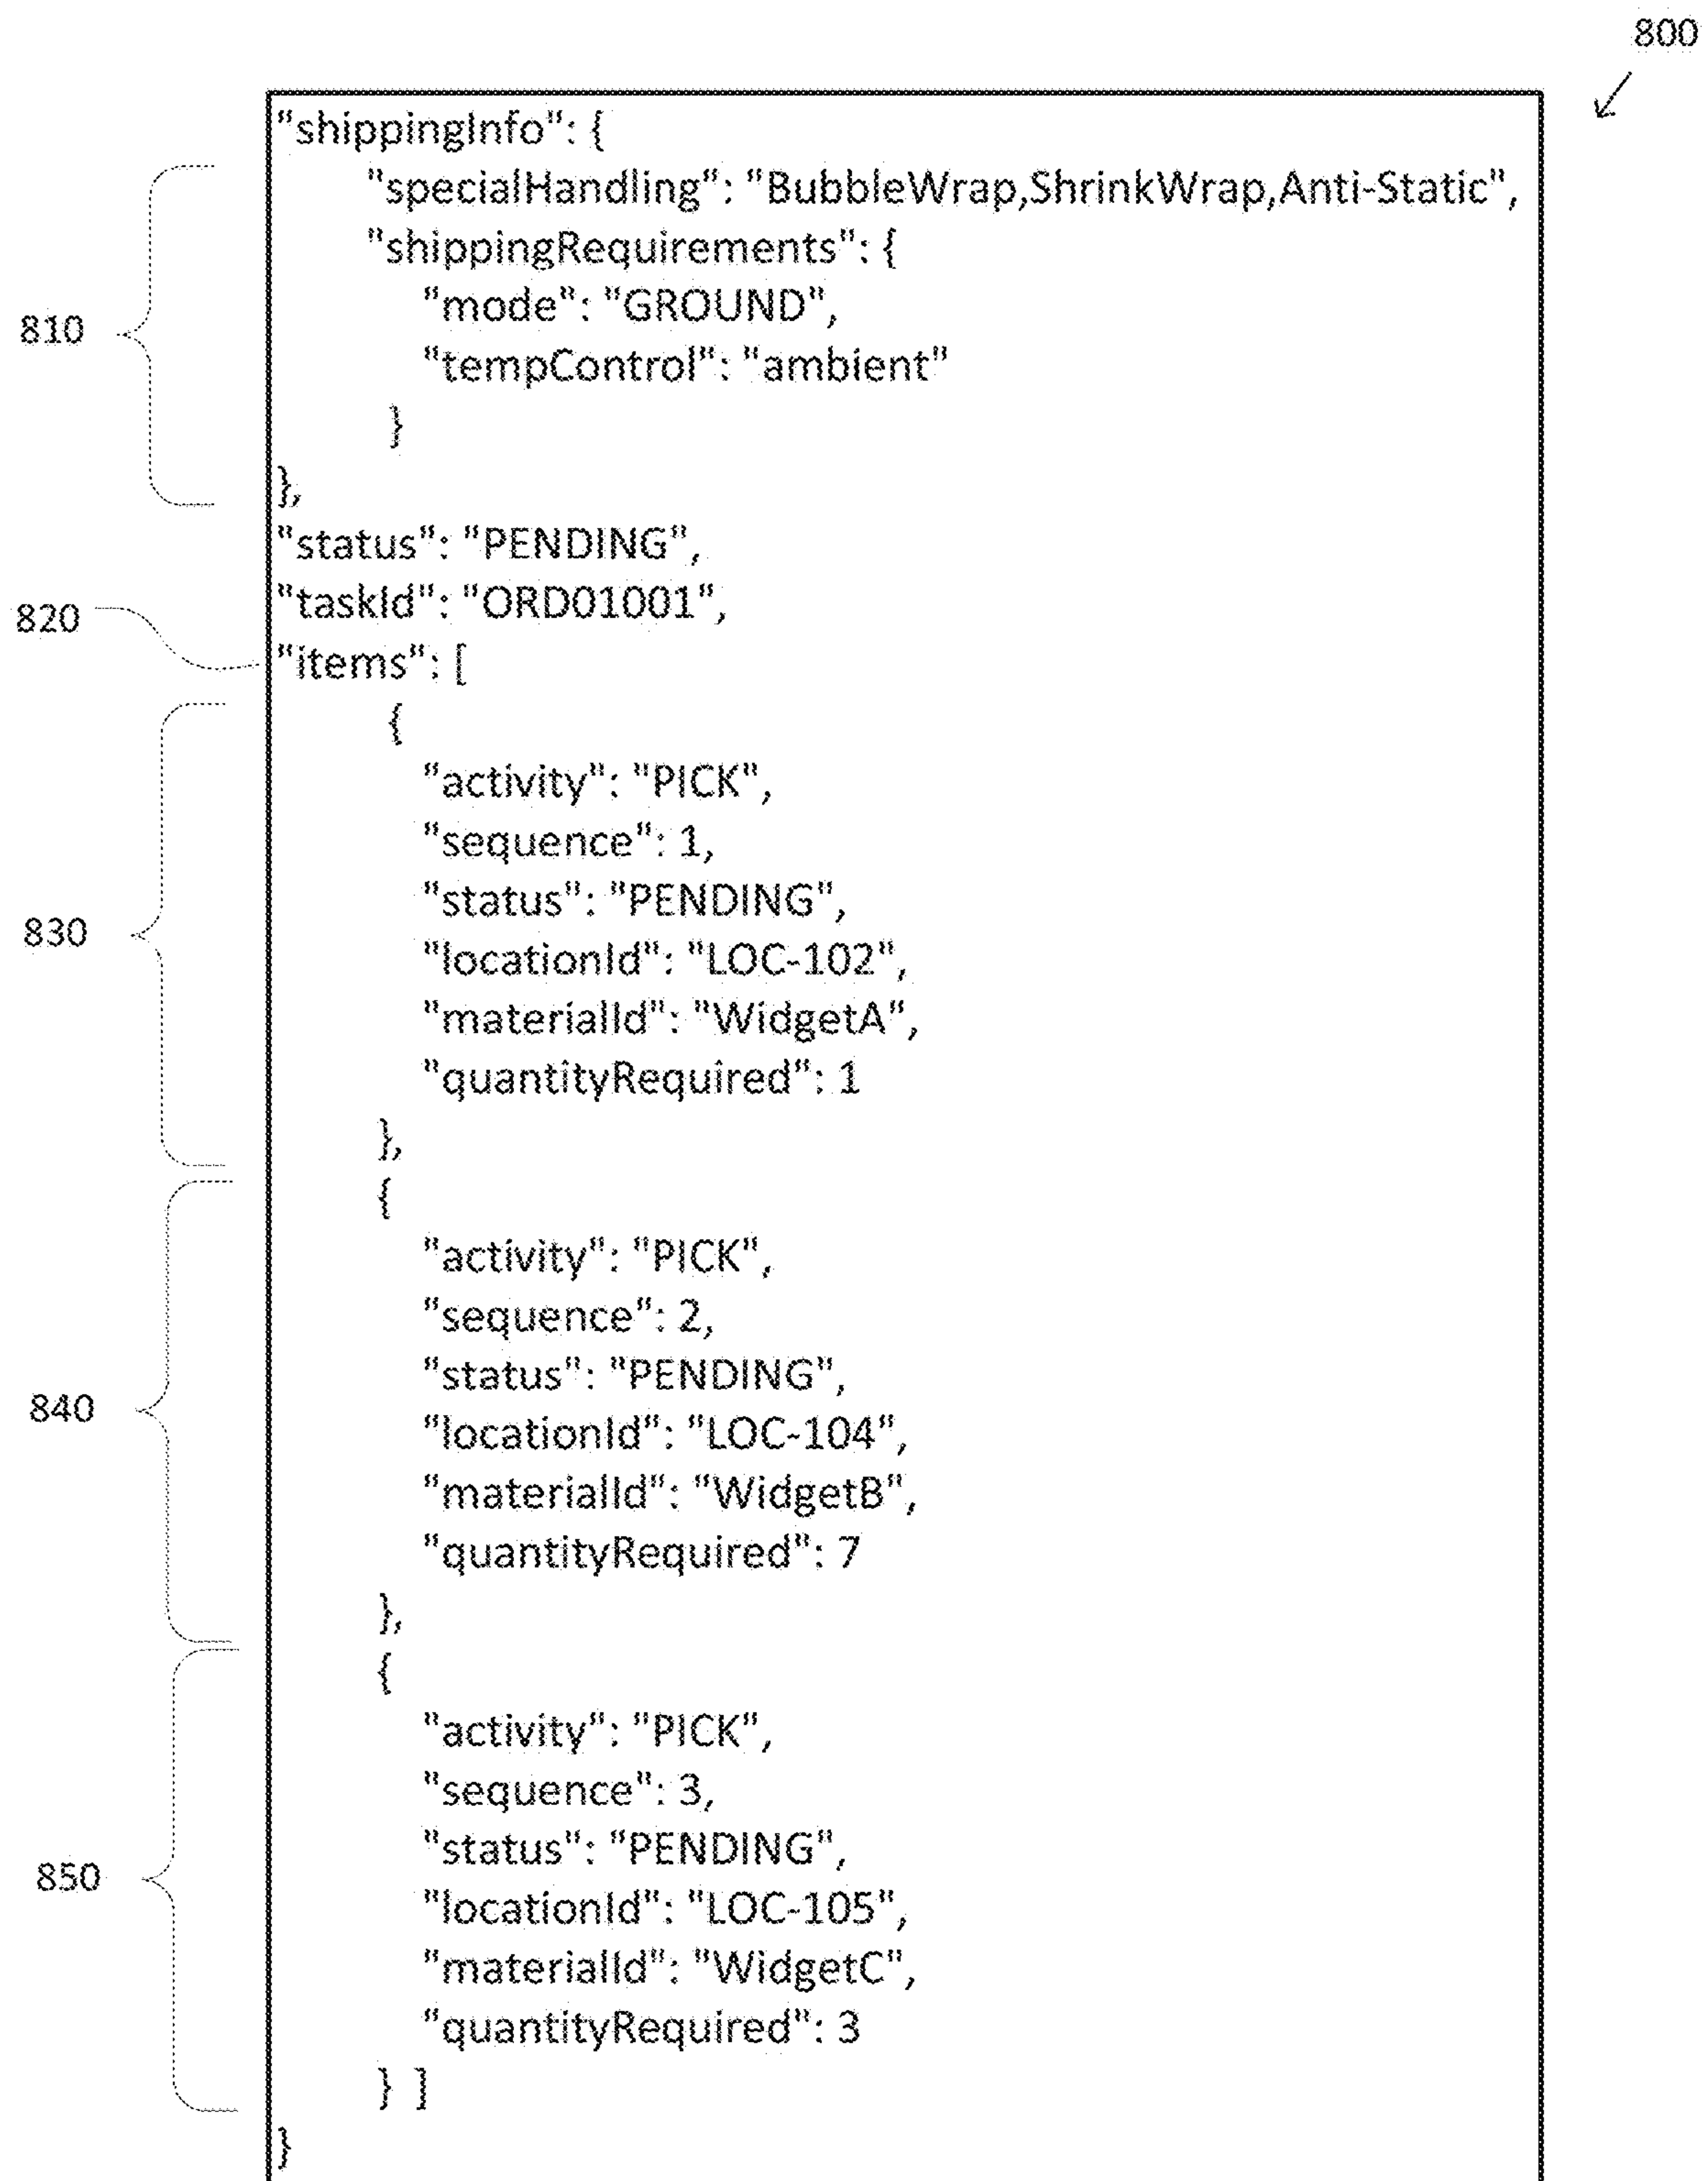 800
"shippingInfo": {
"specialHandling": "BubbleWrap,ShrinkWrap,Anti-Static",
"shippingRequirements": {
"mode": "GROUND",
810
"tempControl": "ambient"
}
},
"status": "PENDING",
"taskId": "ORD01001",
820
"items": [
{
"activity": "PICK",
"sequence": 1,
"status": "PENDING",
830
"locationId": "LOC-102",
"materialId": "WidgetA",
"quantityRequired": 1
},
{
"activity": "PICK",
"sequence": 2,
"status": "PENDING",
840
"locationId": "LOC-104",
"materialId": "WidgetB",
"quantityRequired": 7
},
{
"activity": "PICK",
"sequence": 3,
"status": "PENDING",
850
"locationId": "LOC-105",
"materialId": "WidgetC",
"quantityRequired": 3
} ]
}